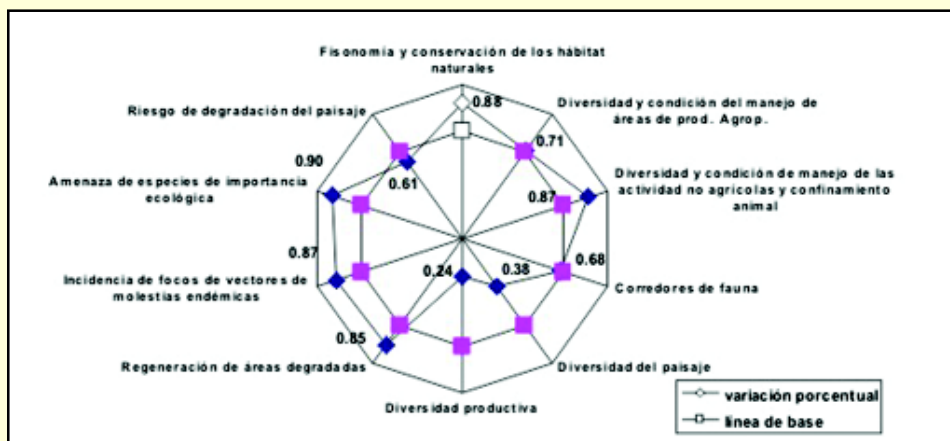 Fisonomía y conservación de los hábitat
naturales
0.88
Diversidad y condición del manejo de
áreas de prod. Agrop.
0.71
Diversidad y condición de manejo de las
actividad no agrícolas y confinamiento
animal
0.87
0.68
Corredores de fauna
0.38
Diversidad del paisaje
0.24
Diversidad productiva
0.85
Regeneración de áreas degradadas
0.87
Incidencia de focos de vectores de
molestias endémicas
0.90
Amenaza de especies de importancia
ecológica
0.61
Riesgo de degradación del paisaje
variación porcentual
linea de base